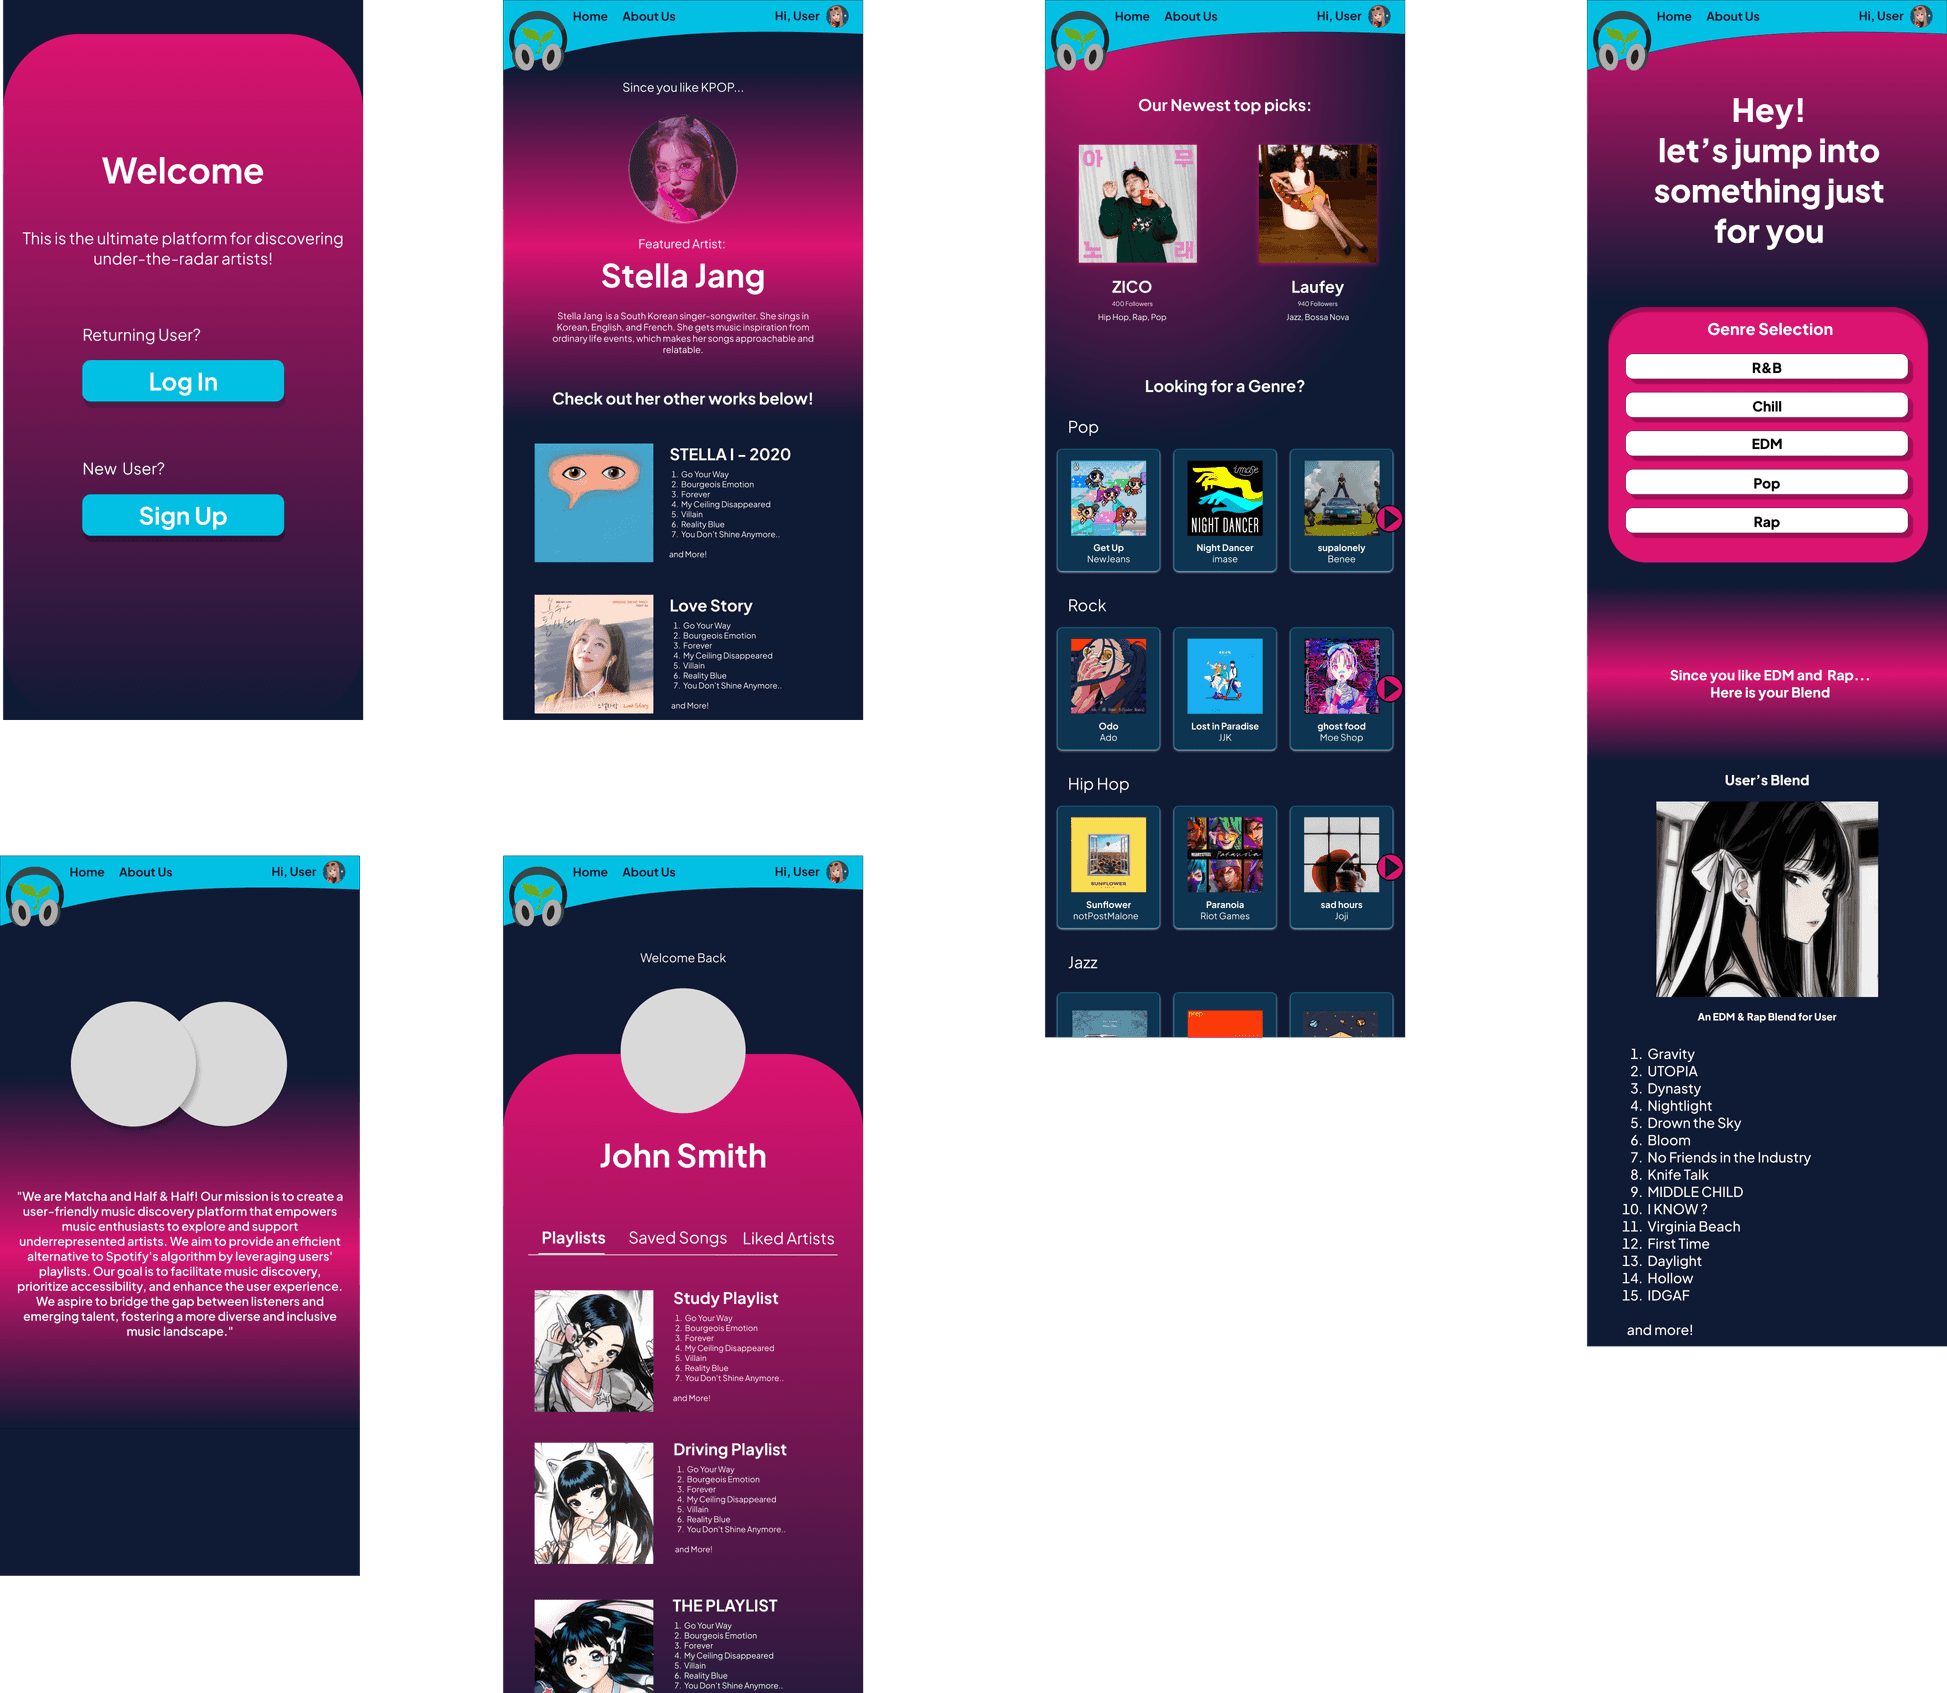 Welcome
This is the ultimate platform for discovering
under-the-radar artists!
Returning User?
Log In
New User?
Sign Up
Home About Us Hi, User
Since you like KPOP...
Featured Artist:
Stella Jang
Stella Jang is a South Korean singer-songwriter. She sings in
Korean, English, and French. She gets music inspiration from
ordinary life events, which makes her songs approachable and
relatable.
Check out her other works below!
STELLA I - 2020
1. Go Your Way
2. Bourgeois Emotion
3. Forever
4. My Ceiling Disappeared
5. Villain
6. Reality Blue
7. You Don't Shine Anymore..
and More!
Love Story
1. Go Your Way
2. Bourgeois Emotion
3. Forever
4. My Ceiling Disappeared
5. Villain
6. Reality Blue
7. You Don't Shine Anymore..
and More!
Home About Us Hi, User
Our Newest top picks:
아 무
노 래
ZICO
400 Followers
Hip Hop, Rap, Pop
Laufey
940 Followers
Jazz, Bossa Nova
Looking for a Genre?
Pop
Get Up
NewJeans
imase
NIGHT DANCER
Night Dancer
imase
supalonely
Benee
Rock
Odo
Ado
Lost in Paradise
JJK
ghost food
Moe Shop
Hip Hop
SUNFLOWER
Sunflower
notPostMalone
Paranoia
Paranoia
Riot Games
sad hours
Joji
Jazz
Home About Us Hi, User
Hey!
let's jump into
something just
for you
Genre Selection
R&B
Chill
EDM
Pop
Rap
Since you like EDM and Rap...
Here is your Blend
User's Blend
An EDM & Rap Blend for User
1. Gravity
2. UTOPIA
3. Dynasty
4. Nightlight
5. Drown the Sky
6. Bloom
7. No Friends in the Industry
8. Knife Talk
9. MIDDLE CHILD
10. I KNOW ?
11. Virginia Beach
12. First Time
13. Daylight
14. Hollow
15. IDGAF
and more!
Home About Us Hi, User
"We are Matcha and Half & Half! Our mission is to create a
user-friendly music discovery platform that empowers
music enthusiasts to explore and support
underrepresented artists. We aim to provide an efficient
alternative to Spotify's algorithm by leveraging users'
playlists. Our goal is to facilitate music discovery,
prioritize accessibility, and enhance the user experience.
We aspire to bridge the gap between listeners and
emerging talent, fostering a more diverse and inclusive
music landscape."
Home About Us Hi, User
Welcome Back
John Smith
Playlists Saved Songs Liked Artists
Study Playlist
1. Go Your Way
2. Bourgeois Emotion
3. Forever
4. My Ceiling Disappeared
5. Villain
6. Reality Blue
7. You Don't Shine Anymore..
and More!
Driving Playlist
1. Go Your Way
2. Bourgeois Emotion
3. Forever
4. My Ceiling Disappeared
5. Villain
6. Reality Blue
7. You Don't Shine Anymore..
and More!
THE PLAYLIST
1. Go Your Way
2. Bourgeois Emotion
3. Forever
4. My Ceiling Disappeared
5. Villain
6. Reality Blue
7. You Don't Shine Anymore..